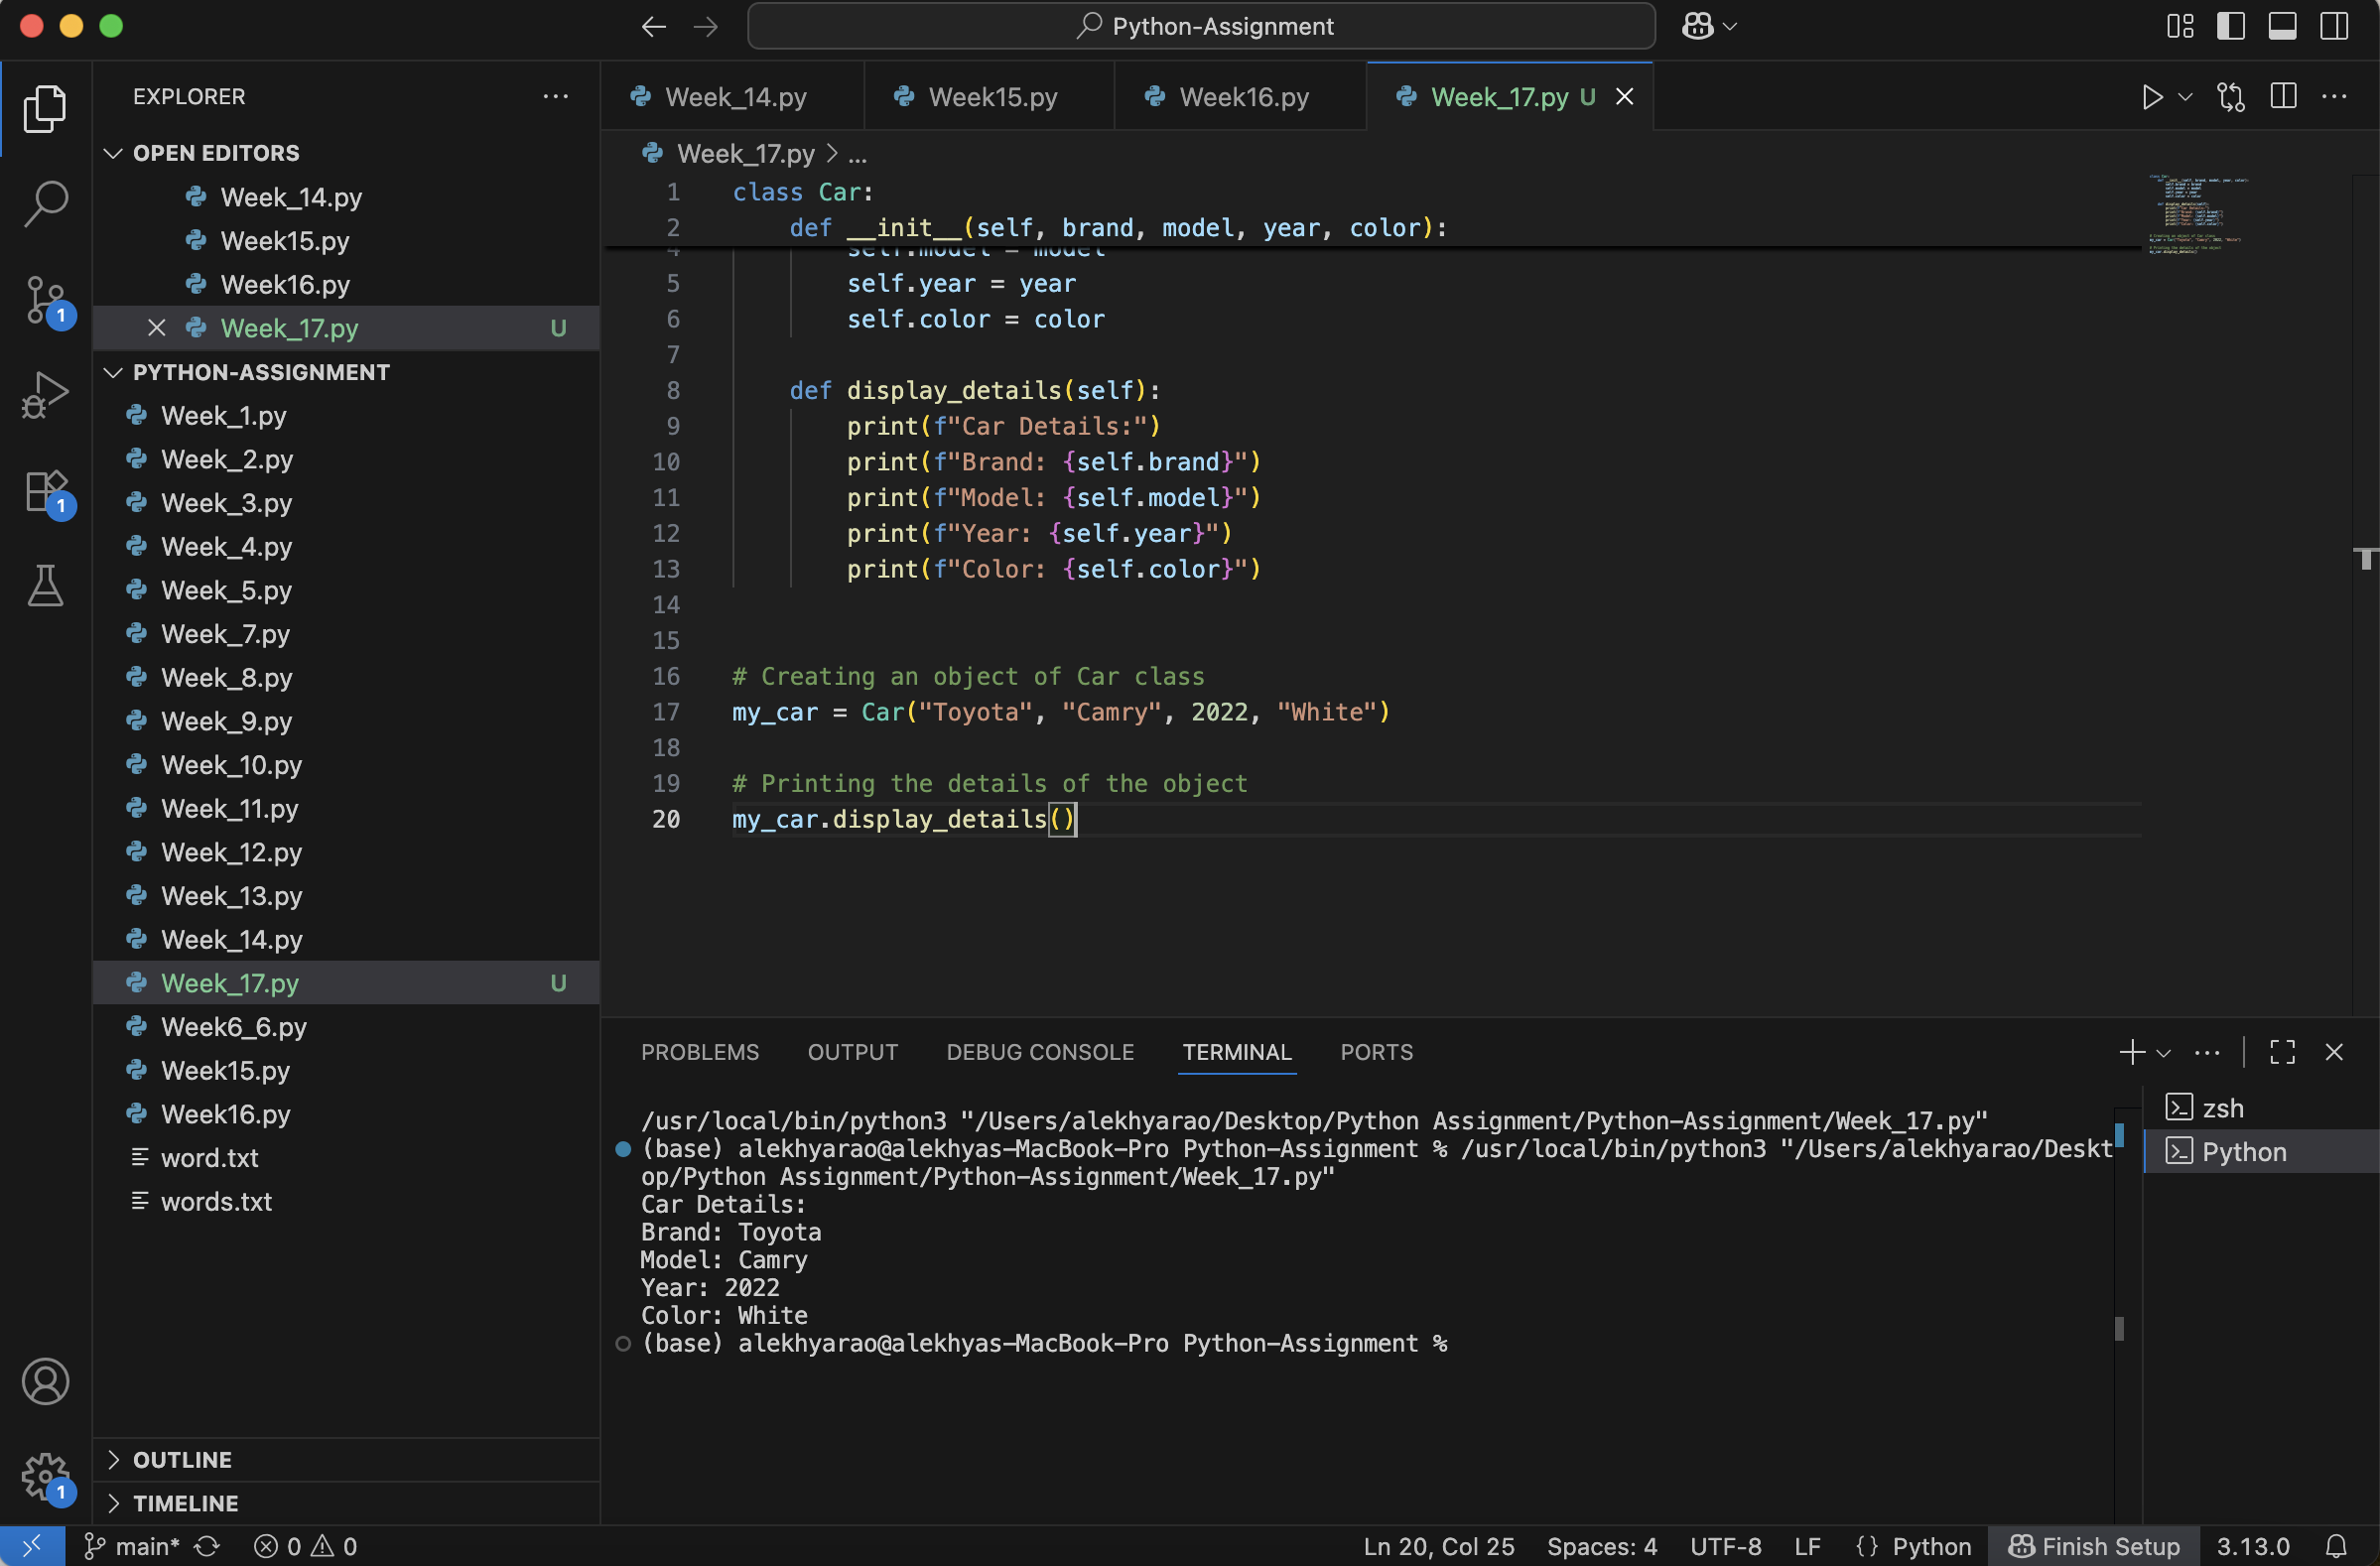 Python-Assignment
EXPLORER
OPEN EDITORS
Week_14.py
Week15.py
Week16.py
Week_17.py U
PYTHON-ASSIGNMENT
Week_1.py
Week_2.py
Week_3.py
Week_4.py
Week_5.py
Week_7.py
Week_8.py
Week_9.py
Week_10.py
Week_11.py
Week_12.py
Week_13.py
Week_14.py
Week_17.py U
Week6_6.py
Week15.py
Week16.py
word.txt
words.txt
OUTLINE
TIMELINE
1
1
1
Week_14.py Week15.py Week16.py Week_17.py U
Week_17.py > ...
1 class Car:
2 def __init__(self, brand, model, year, color):
4 self.model = model
5 self.year = year
6 self.color = color
7
8 def display_details(self):
9 print(f"Car Details:")
10 print(f"Brand: {self.brand}")
11 print(f"Model: {self.model}")
12 print(f"Year: {self.year}")
13 print(f"Color: {self.color}")
14
15
16 # Creating an object of Car class
17 my_car = Car("Toyota", "Camry", 2022, "White")
18
19 # Printing the details of the object
20 my_car.display_details()
PROBLEMS OUTPUT DEBUG CONSOLE TERMINAL PORTS
/usr/local/bin/python3 "/Users/alekhyarao/Desktop/Python Assignment/Python-Assignment/Week_17.py"
(base) alekhyarao@alekhyas-MacBook-Pro Python-Assignment % /usr/local/bin/python3 "/Users/alekhyarao/Deskt
op/Python Assignment/Python-Assignment/Week_17.py"
Car Details:
Brand: Toyota
Model: Camry
Year: 2022
Color: White
(base) alekhyarao@alekhyas-MacBook-Pro Python-Assignment %
zsh
Python
main* 0 0 Ln 20, Col 25 Spaces: 4 UTF-8 LF {} Python Finish Setup 3.13.0